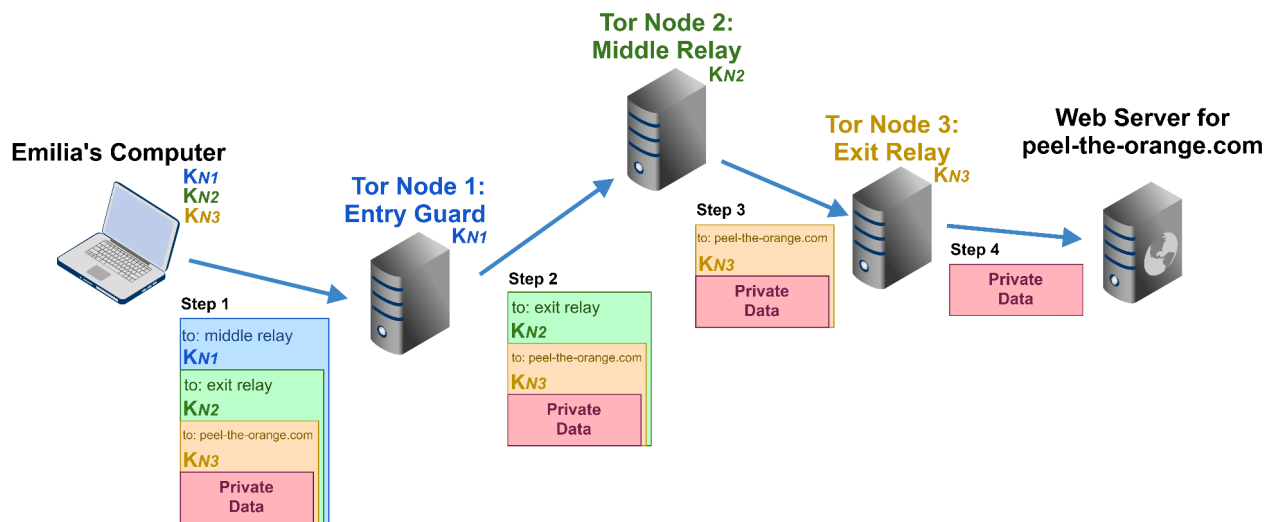 Emilia's Computer
KN1
KN2
KN3
Tor Node 1:
Entry Guard
KN1
Tor Node 2:
Middle Relay
KN2
Tor Node 3:
Exit Relay
KN3
Web Server for
peel-the-orange.com
Step 1
to: middle relay
KN1
to: exit relay
KN2
to: peel-the-orange.com
KN3
Private
Data
Step 2
to: exit relay
KN2
to: peel-the-orange.com
KN3
Private
Data
Step 3
to: peel-the-orange.com
KN3
Private
Data
Step 4
Private
Data